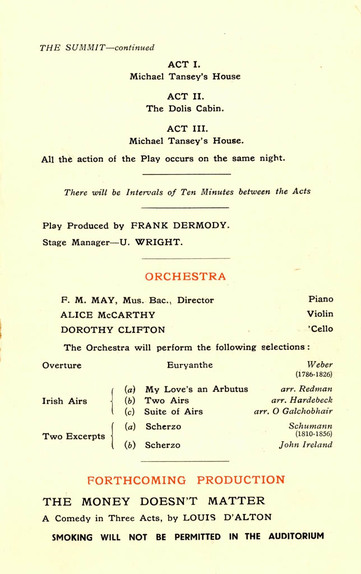 THE SUMMIT—continued
ACT I.
Michael Tansey's House
ACT II.
The Dolis Cabin.
ACT III.
Michael Tansey's House.
All the action of the Play occurs on the same night.
There will be Intervals of Ten Minutes between the Acts
Play Produced by FRANK DERMODY.
Stage Manager—U. WRIGHT.
ORCHESTRA
F. M. MAY, Mus. Bac., Director Piano
ALICE McCARTHY Violin
DOROTHY CLIFTON 'Cello
The Orchestra will perform the following selections:
Overture Euryanthe Weber
(1786-1826)
(a) My Love's an Arbutus arr. Redman
Irish Airs (b) Two Airs arr. Hardebeck
(c) Suite of Airs arr. O Galchobhair
(a) Scherzo Schumann
(1810-1856)
Two Excerpts
(b) Scherzo John Ireland
FORTHCOMING PRODUCTION
THE MONEY DOESN'T MATTER
A Comedy in Three Acts, by LOUIS D'ALTON
SMOKING WILL NOT BE PERMITTED IN THE AUDITORIUM